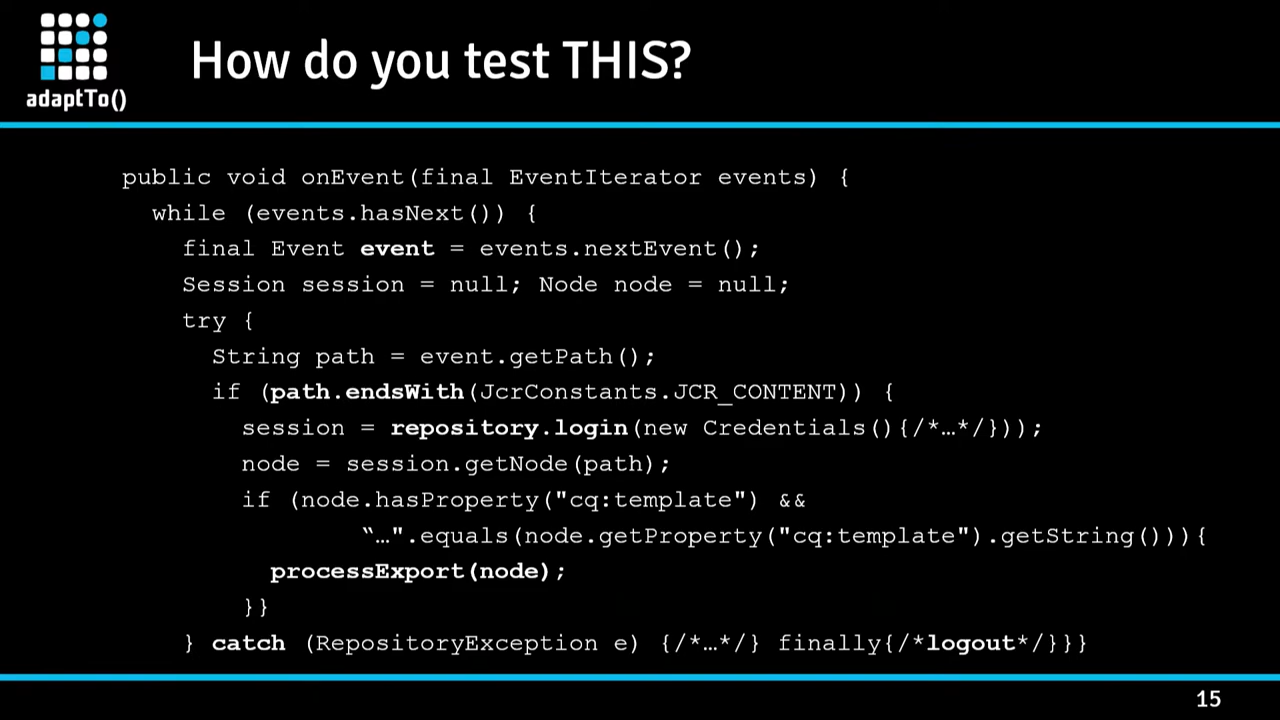 adaptTo()
How do you test THIS?
public void onEvent(final EventIterator events) {
while (events.hasNext()) {
final Event event = events.nextEvent();
Session session = null; Node node = null;
try {
String path = event.getPath();
if (path.endsWith(JcrConstants.JCR_CONTENT)) {
session = repository.login(new Credentials(){/*…*/}));
node = session.getNode(path);
if (node.hasProperty("cq:template") &&
“…".equals(node.getProperty("cq:template").getString())){
processExport(node);
}}
} catch (RepositoryException e) {/*…*/} finally{/*logout*/}}}
15